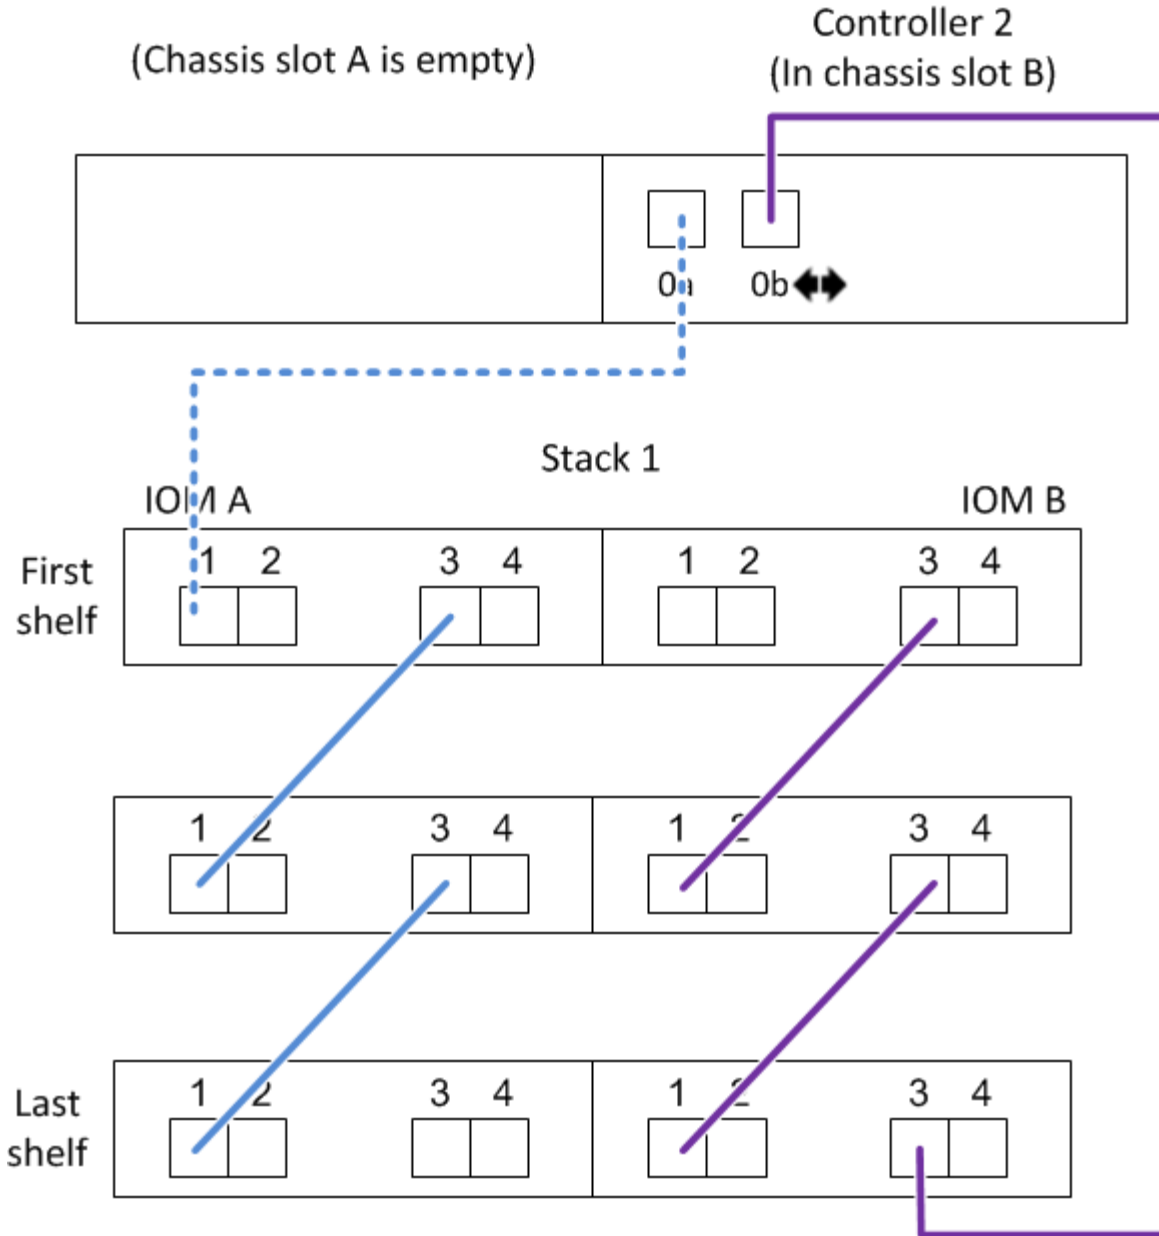 (Chassis slot A is empty)
Controller 2
(In chassis slot B)
0a 0b
Stack 1
IOM A IOM B
First
shelf
1 2 3 4 1 2 3 4
1 2 3 4 1 2 3 4
Last
shelf
1 2 3 4 1 2 3 4